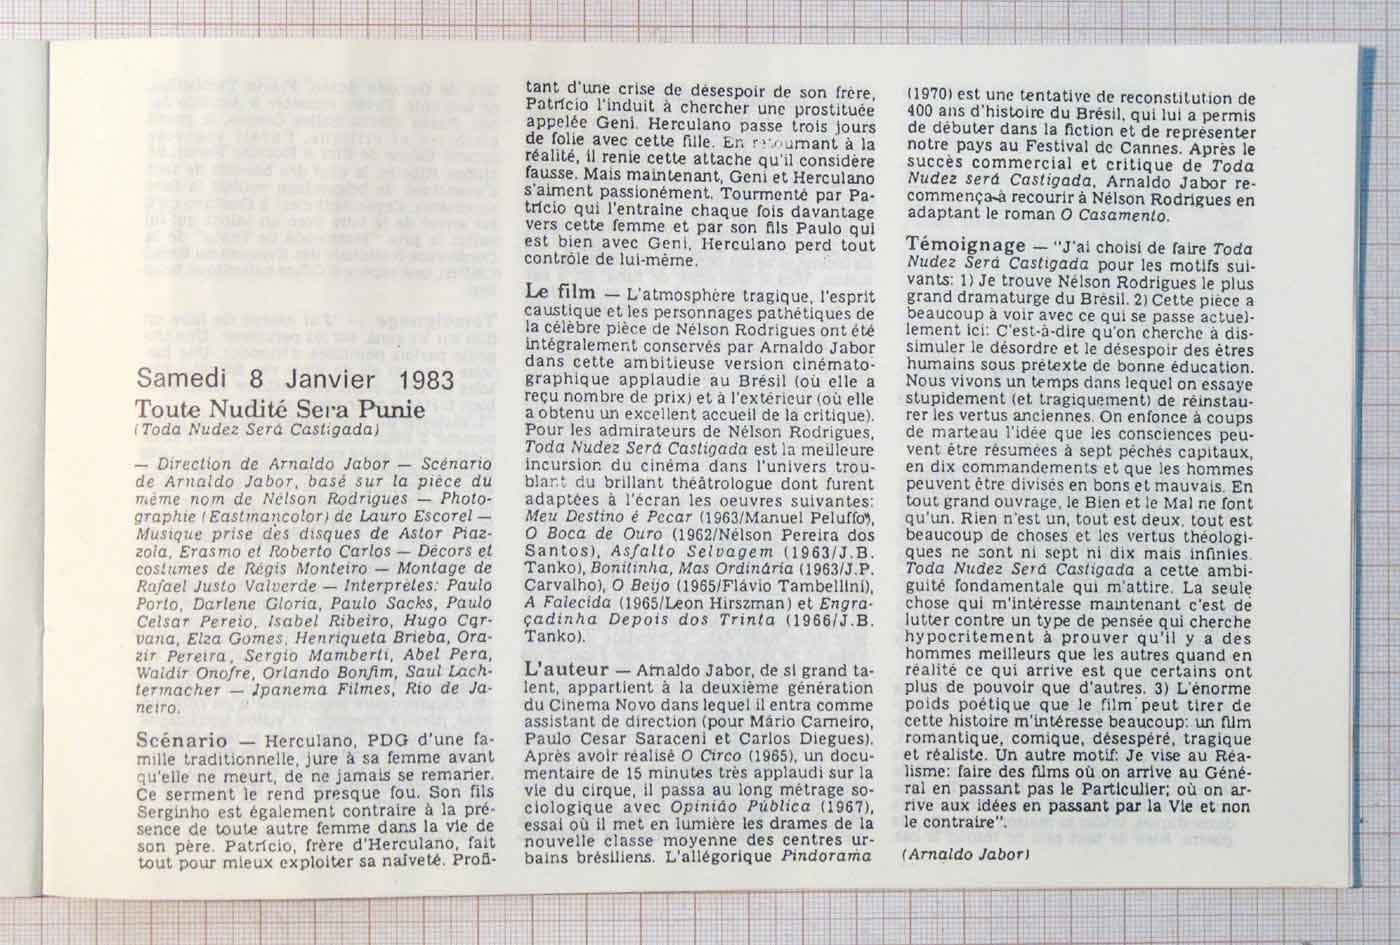 Samedi 8 Janvier 1983
Toute Nudité Sera Punie
(Toda Nudez Será Castigada)
— Direction de Arnaldo Jabor — Scénario
de Arnaldo Jabor, basé sur la pièce du
même nom de Nélson Rodrigues — Photo-
graphie (Eastmancolor) de Lauro Escorel —
Musique prise dès disques de Astor Piaz-
zola, Erasmo et Roberto Carlos — Décors et
costumes de Régis Monteiro — Montage de
Rafael Justo Valverde — Interprètes: Paulo
Porto, Darlene Gloria, Paulo Sacks, Paulo
Celsar Pereio, Isabel Ribeiro, Hugo Car-
vana, Elza Gomes, Henriqueta Brieba, Ora-
zir Pereira, Sergio Mamberti, Abel Pera,
Waldir Onofre, Orlando Bonfim, Saul Lach-
termacher — Ipanema Filmes, Rio de Ja-
neiro.
Scénario — Herculano, PDG d'une fa-
mille traditionnelle, jure à sa femme avant
qu'elle ne meurt, de ne jamais se remarier.
Ce serment le rend presque fou. Son fils
Serginho est également contraire à la pré-
sence de toute autre femme dans la vie de
son père. Patrício, frère d'Herculano, fait
tout pour mieux exploiter sa naïveté. Profi-
tant d'une crise de désespoir de son frère,
Patrício l'induit à chercher une prostituée
appelée Geni. Herculano passe trois jours
de folie avec cette fille. En retournant à la
réalité, il renie cette attache qu'il considère
fausse. Mais maintenant, Geni et Herculano
s'aiment passionément. Tourmenté par Pa-
trício qui l'entraîne chaque fois davantage
vers cette femme et par son fils Paulo qui
est bien avec Geni, Herculano perd tout
contrôle de lui-même.
Le film — L'atmosphère tragique, l'esprit
caustique et les personnages pathétiques de
la célèbre pièce de Nélson Rodrigues ont été
intégralement conservés par Arnaldo Jabor
dans cette ambitieuse version cinémato-
graphique applaudie au Brésil (où elle a
reçu nombre de prix) et à l'extérieur (où elle
a obtenu un excellent accueil de la critique).
Pour les admirateurs de Nélson Rodrigues,
Toda Nudez Será Castigada est la meilleure
incursion du cinéma dans l'univers trou-
blant du brillant théâtrologue dont furent
adaptées à l'écran les oeuvres suivantes:
Meu Destino é Pecar (1963/Manuel Peluffo),
O Boca de Ouro (1962/Nélson Pereira dos
Santos), Asfalto Selvagem (1963/J.B.
Tanko), Bonitinha, Mas Ordinária (1963/J.P.
Carvalho), O Beijo (1965/Flávio Tambellini),
A Falecida (1965/Leon Hirszman) et Engra-
çadinha Depois dos Trinta (1966/J.B.
Tanko).
L'auteur — Arnaldo Jabor, de si grand ta-
lent, appartient à la deuxième génération
du Cinema Novo dans lequel il entra comme
assistant de direction (pour Mário Carneiro,
Paulo Cesar Saraceni et Carlos Diegues).
Après avoir réalisé O Circo (1965), un docu-
mentaire de 15 minutes très applaudi sur la
vie du cirque, il passa au long métrage so-
ciologique avec Opinião Pública (1967),
essai où il met en lumière les drames de la
nouvelle classe moyenne des centres ur-
bains brésiliens. L'allégorique Pindorama
(1970) est une tentative de reconstitution de
400 ans d'histoire du Brésil, qui lui a permis
de débuter dans la fiction et de représenter
notre pays au Festival de Cannes. Après le
succès commercial et critique de Toda
Nudez será Castigada, Arnaldo Jabor re-
commença à recourir à Nélson Rodrigues en
adaptant le roman O Casamento.
Témoignage — "J'ai choisi de faire Toda
Nudez Será Castigada pour les motifs sui-
vants: 1) Je trouve Nélson Rodrigues le plus
grand dramaturge du Brésil. 2) Cette pièce a
beaucoup à voir avec ce qui se passe actuel-
lement ici: C'est-à-dire qu'on cherche à dis-
simuler le désordre et le désespoir des êtres
humains sous prétexte de bonne éducation.
Nous vivons un temps dans lequel on essaye
stupidement (et tragiquement) de réinstau-
rer les vertus anciennes. On enfonce à coups
de marteau l'idée que les consciences peu-
vent être résumées à sept péchés capitaux,
en dix commandements et que les hommes
peuvent être divisés en bons et mauvais. En
tout grand ouvrage, le Bien et le Mal ne font
qu'un. Rien n'est un, tout est deux, tout est
beaucoup de choses et les vertus théologi-
ques ne sont ni sept ni dix mais infinies.
Toda Nudez Será Castigada a cette ambi-
guité fondamentale qui m'attire. La seule
chose qui m'intéresse maintenant c'est de
lutter contre un type de pensée qui cherche
hypocritement à prouver qu'il y a des
hommes meilleurs que les autres quand en
réalité ce qui arrive est que certains ont
plus de pouvoir que d'autres. 3) L'énorme
poids poétique que le film peut tirer de
cette histoire m'intéresse beaucoup: un film
romantique, comique, désespéré, tragique
et réaliste. Un autre motif: Je vise au Réa-
lisme: faire des films où on arrive au Géné-
ral en passant pas le Particulier; où on ar-
rive aux idées en passant par la Vie et non
le contraire".
(Arnaldo Jabor)